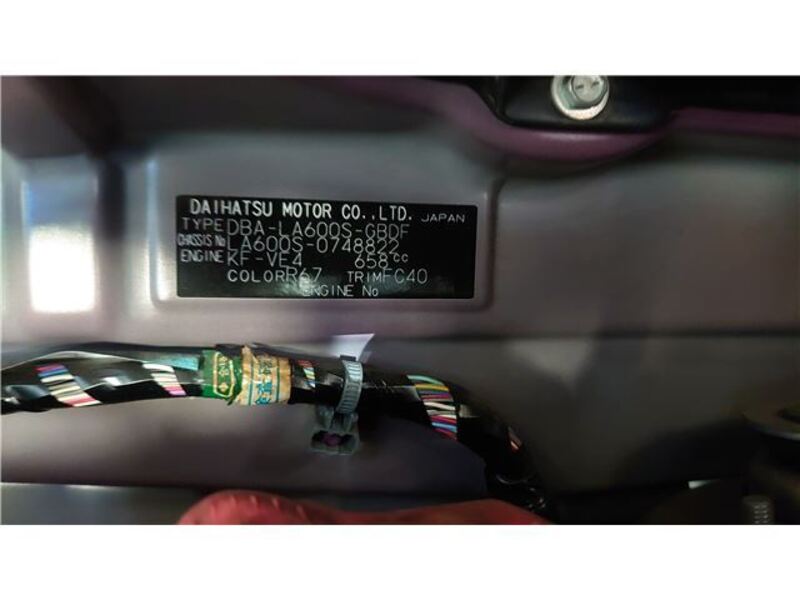 DAIHATSU MOTOR CO.,LTD. JAPAN
TYPE DBA-LA600S-GBDF
CHASSIS No LA600S-0748822
ENGINE KF-VE4 658cc
COLOR R67 TRIM FC40
ENGINE No